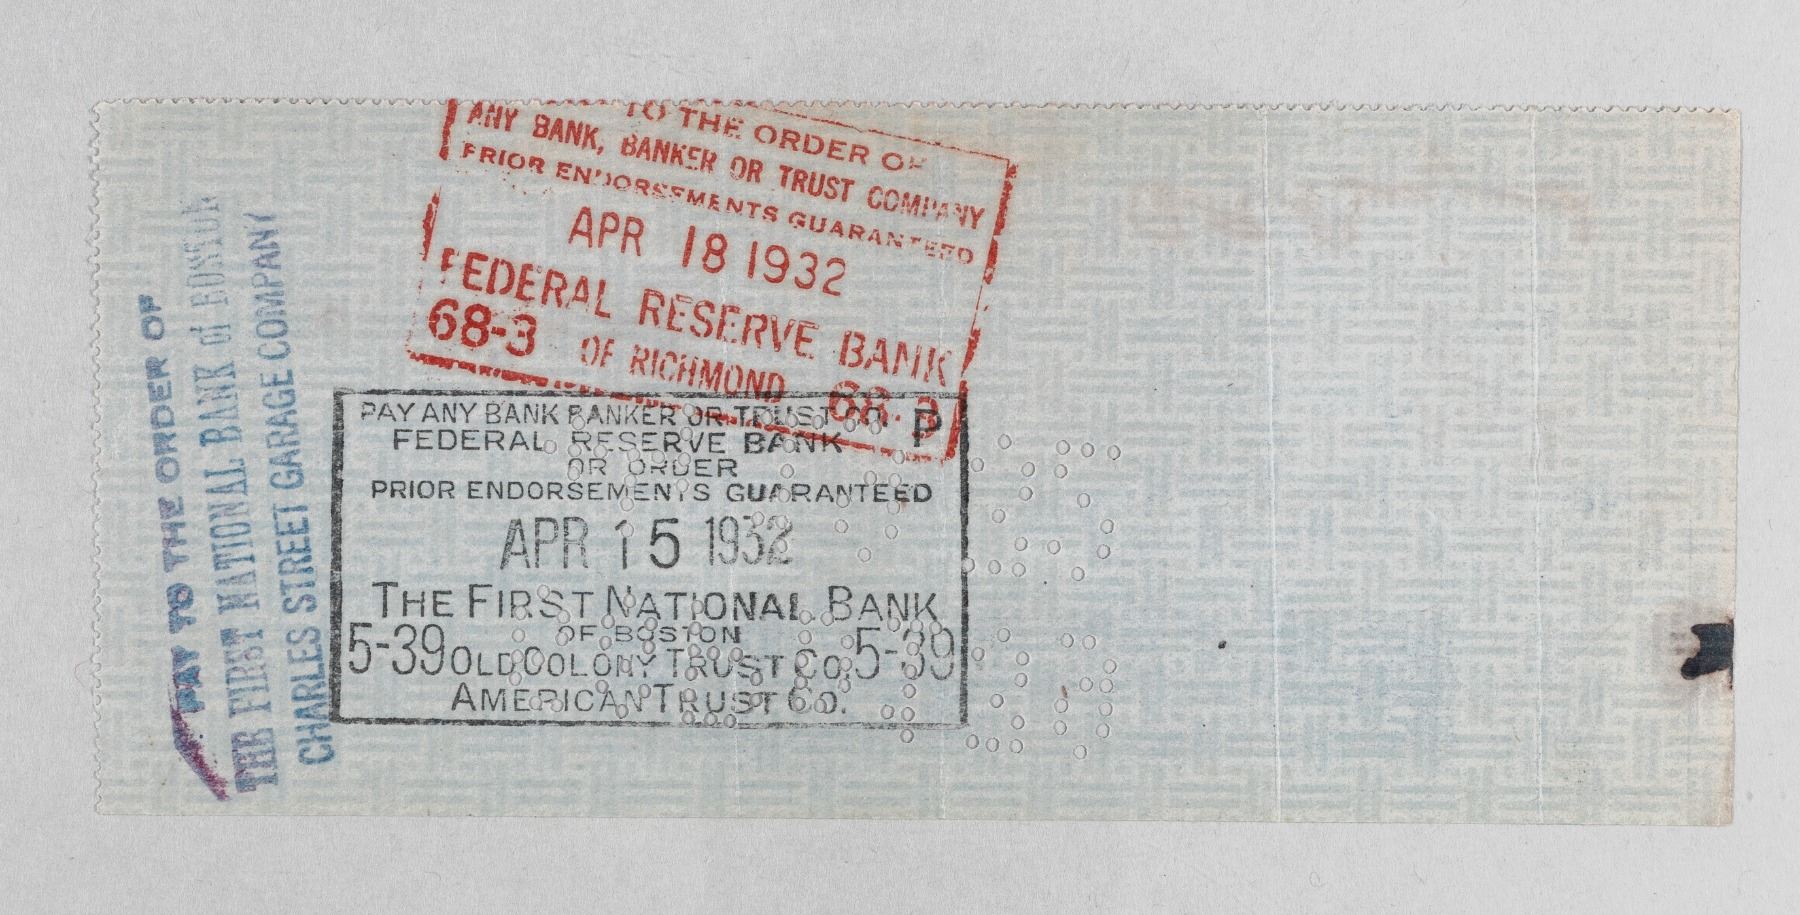 PAY TO THE ORDER OF
THE FIRST NATIONAL BANK of BOSTON
CHARLES STREET GARAGE COMPANY
TO THE ORDER OF
ANY BANK, BANKER OR TRUST COMPANY
PRIOR ENDORSEMENTS GUARANTEED
APR 18 1932
FEDERAL RESERVE BANK
68-3 OF RICHMOND 68-3
PAY ANY BANK BANKER OR TRUST CO P
FEDERAL RESERVE BANK
OR ORDER
PRIOR ENDORSEMENTS GUARANTEED
APR 15 1932
THE FIRST NATIONAL BANK
OF BOSTON
5-39 OLD COLONY TRUST CO. 5-39
AMERICAN TRUST CO.